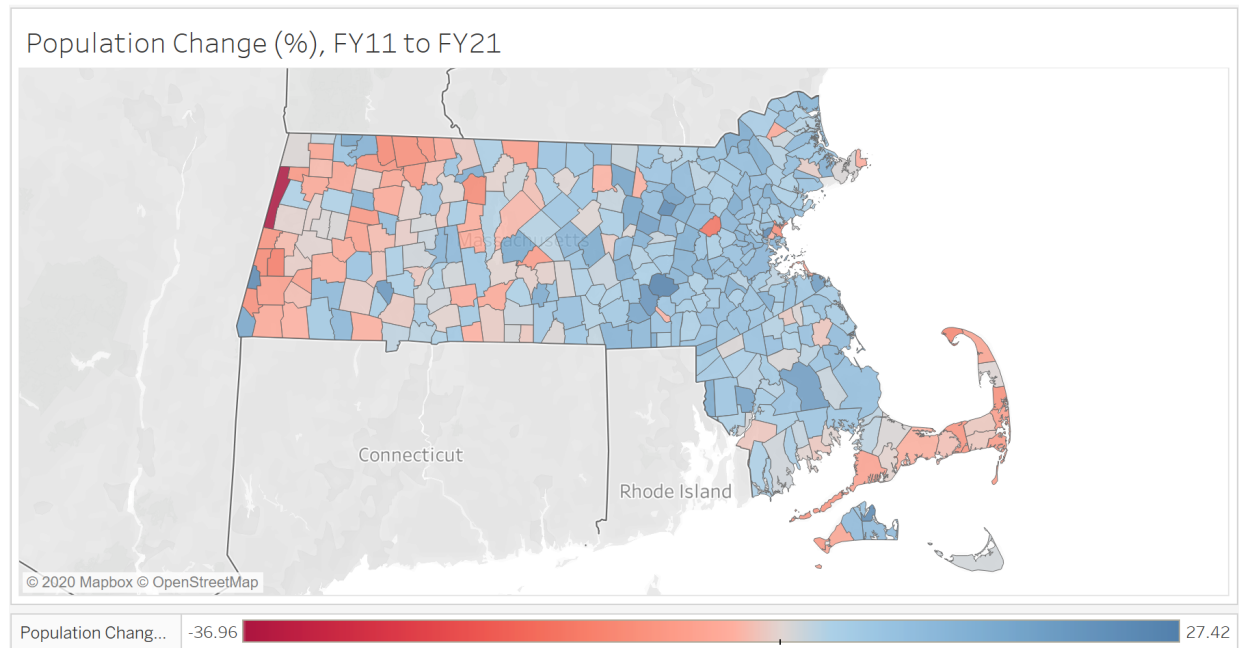 Population Change (%), FY11 to FY21
Massachusetts
Connecticut
Rhode Island
© 2020 Mapbox © OpenStreetMap
Population Chang...
-36.96
27.42